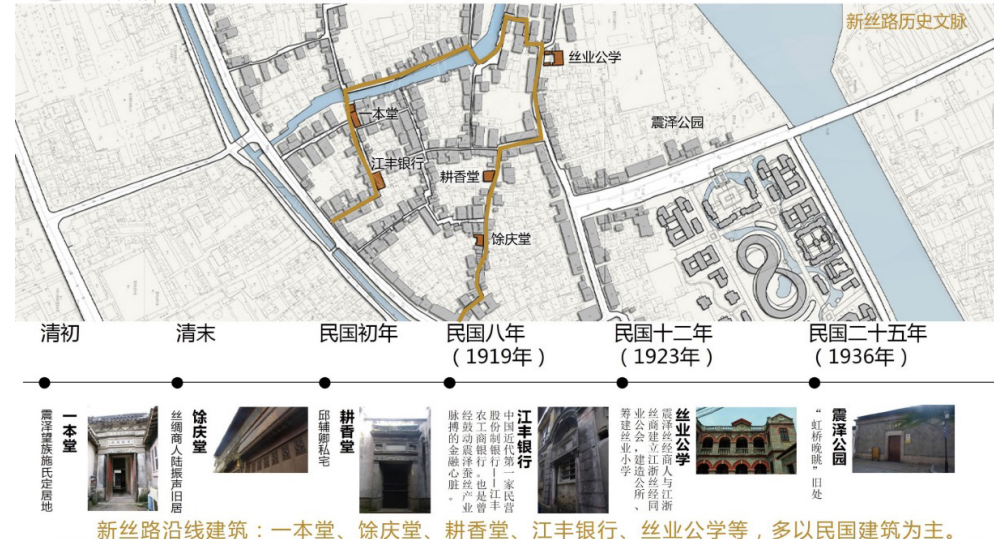 新丝路历史文脉
丝业公学
一本堂
震泽公园
江丰银行
耕香堂
馀庆堂
清初
清末
民国初年
民国八年
（1919年）
民国十二年
（1923年）
民国二十五年
（1936年）
一本堂
震泽望族施氏定居地
馀庆堂
丝绸商人陆振声旧居
耕香堂
邱辅卿私宅
江丰银行
中国近代第一家民营
股份制银行——江丰
农工商银行。也是曾
经鼓动震泽蚕丝产业
脉搏的金融心脏。
丝业公学
震泽丝经商人与江浙
丝商建立江浙丝经同
业公会，建造公所、
筹建丝业小学
震泽公园
“虹桥晚眺”旧处
新丝路沿线建筑：一本堂、馀庆堂、耕香堂、江丰银行、丝业公学等，多以民国建筑为主。